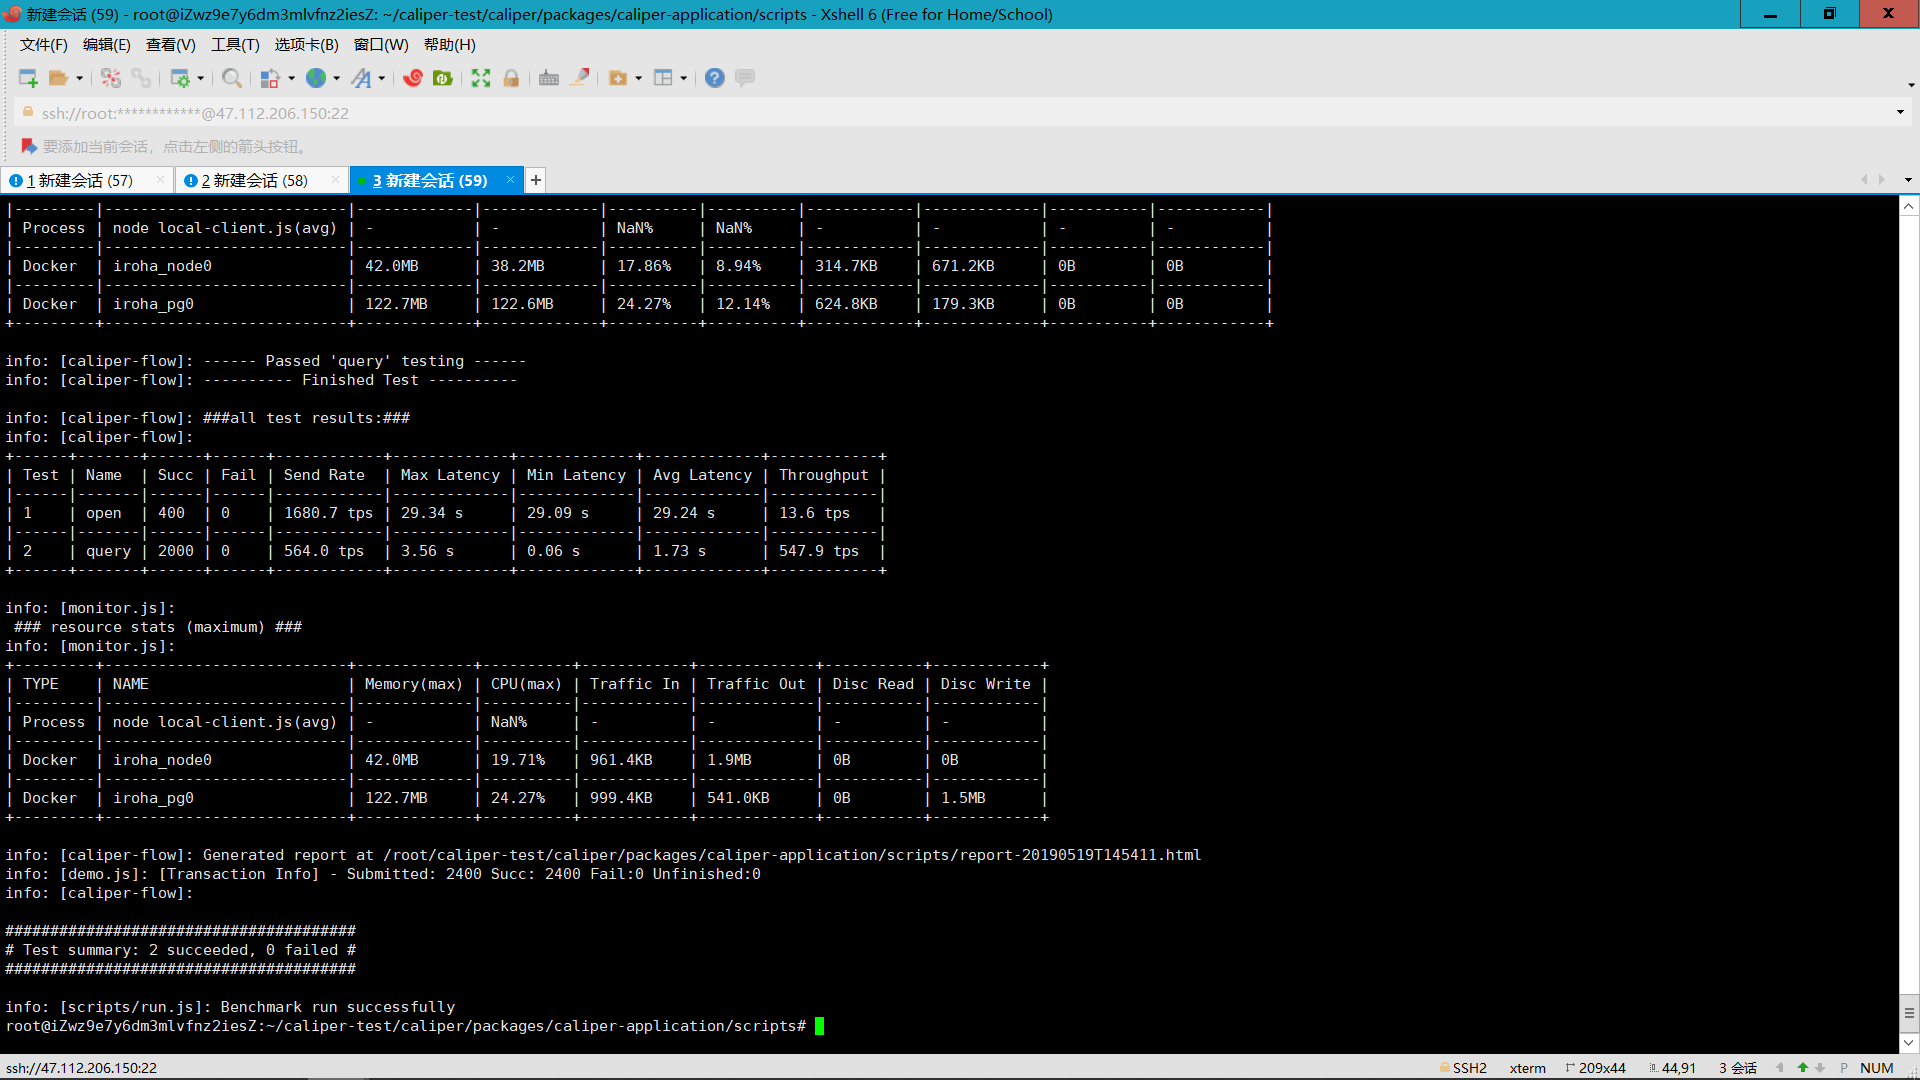 新建会话 (59) - root@iZwz9e7y6dm3mlvfnz2iesZ: ~/caliper-test/caliper/packages/caliper-application/scripts - Xshell 6 (Free for Home/School)
文件(F) 编辑(E) 查看(V) 工具(T) 选项卡(B) 窗口(W) 帮助(H)
ssh://root:************@47.112.206.150:22
要添加当前会话，点击左侧的箭头按钮。
1 新建会话 (57) × 2 新建会话 (58) × 3 新建会话 (59) × +
|---------|---------------------------|-------------|-------------|----------|----------|------------|-------------|-----------|------------|
| Process | node local-client.js(avg) | - | - | NaN% | NaN% | - | - | - | - |
|---------|---------------------------|-------------|-------------|----------|----------|------------|-------------|-----------|------------|
| Docker | iroha_node0 | 42.0MB | 38.2MB | 17.86% | 8.94% | 314.7KB | 671.2KB | 0B | 0B |
|---------|---------------------------|-------------|-------------|----------|----------|------------|-------------|-----------|------------|
| Docker | iroha_pg0 | 122.7MB | 122.6MB | 24.27% | 12.14% | 624.8KB | 179.3KB | 0B | 0B |
+---------+---------------------------+-------------+-------------+----------+----------+------------+-------------+-----------+------------+
info: [caliper-flow]: ------ Passed 'query' testing ------
info: [caliper-flow]: ---------- Finished Test ----------
info: [caliper-flow]: ###all test results:###
info: [caliper-flow]:
+------+-------+------+------+------------+-------------+-------------+-------------+------------+
| Test | Name | Succ | Fail | Send Rate | Max Latency | Min Latency | Avg Latency | Throughput |
|------|-------|------|------|------------|-------------|-------------|-------------|------------|
| 1 | open | 400 | 0 | 1680.7 tps | 29.34 s | 29.09 s | 29.24 s | 13.6 tps |
|------|-------|------|------|------------|-------------|-------------|-------------|------------|
| 2 | query | 2000 | 0 | 564.0 tps | 3.56 s | 0.06 s | 1.73 s | 547.9 tps |
+------+-------+------+------+------------+-------------+-------------+-------------+------------+
info: [monitor.js]:
### resource stats (maximum) ###
info: [monitor.js]:
+---------+---------------------------+-------------+----------+------------+-------------+-----------+------------+
| TYPE | NAME | Memory(max) | CPU(max) | Traffic In | Traffic Out | Disc Read | Disc Write |
|---------|---------------------------|-------------|----------|------------|-------------|-----------|------------|
| Process | node local-client.js(avg) | - | NaN% | - | - | - | - |
|---------|---------------------------|-------------|----------|------------|-------------|-----------|------------|
| Docker | iroha_node0 | 42.0MB | 19.71% | 961.4KB | 1.9MB | 0B | 0B |
|---------|---------------------------|-------------|----------|------------|-------------|-----------|------------|
| Docker | iroha_pg0 | 122.7MB | 24.27% | 999.4KB | 541.0KB | 0B | 1.5MB |
+---------+---------------------------+-------------+----------+------------+-------------+-----------+------------+
info: [caliper-flow]: Generated report at /root/caliper-test/caliper/packages/caliper-application/scripts/report-20190519T145411.html
info: [demo.js]: [Transaction Info] - Submitted: 2400 Succ: 2400 Fail:0 Unfinished:0
info: [caliper-flow]:
#######################################
# Test summary: 2 succeeded, 0 failed #
#######################################
info: [scripts/run.js]: Benchmark run successfully
root@iZwz9e7y6dm3mlvfnz2iesZ:~/caliper-test/caliper/packages/caliper-application/scripts#
ssh://47.112.206.150:22 SSH2 xterm 209x44 44,91 3 会话 P NUM